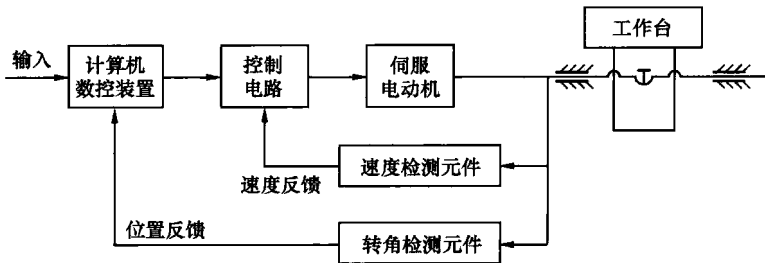 工作台
输入
计算机
数控装置
控制
电路
伺服
电动机
速度检测元件
速度反馈
位置反馈
转角检测元件